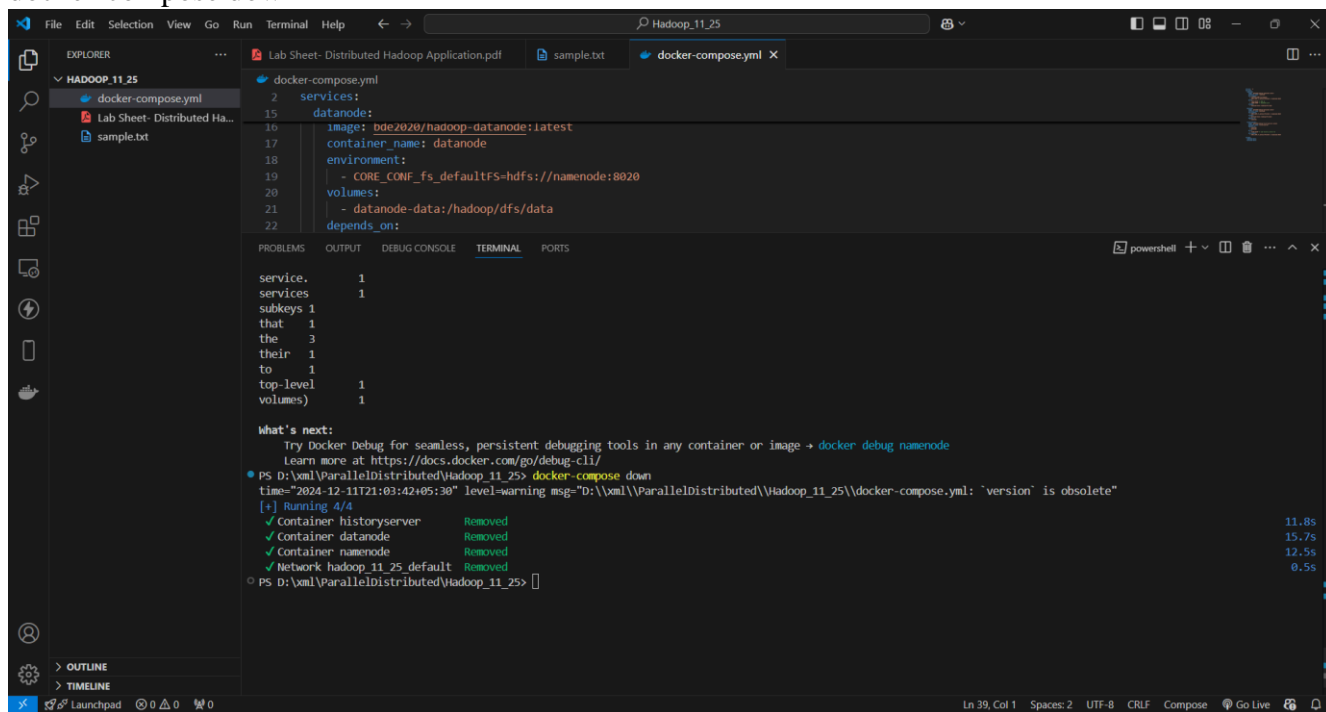 docker-compose down
File Edit Selection View Go Run Terminal Help Hadoop_11_25
EXPLORER
Lab Sheet- Distributed Hadoop Application.pdf sample.txt docker-compose.yml
HADOOP_11_25
docker-compose.yml
Lab Sheet- Distributed Ha...
sample.txt
docker-compose.yml
2 services:
15 datanode:
16 image: bde2020/hadoop-datanode:latest
17 container_name: datanode
18 environment:
19 - CORE_CONF_fs_defaultFS=hdfs://namenode:8020
20 volumes:
21 - datanode-data:/hadoop/dfs/data
22 depends_on:
PROBLEMS OUTPUT DEBUG CONSOLE TERMINAL PORTS powershell
service. 1
services 1
subkeys 1
that 1
the 3
their 1
to 1
top-level 1
volumes) 1
What's next:
Try Docker Debug for seamless, persistent debugging tools in any container or image → docker debug namenode
Learn more at https://docs.docker.com/go/debug-cli/
PS D:\xml\ParallelDistributed\Hadoop_11_25> docker-compose down
time="2024-12-11T21:03:42+05:30" level=warning msg="D:\\xml\\ParallelDistributed\\Hadoop_11_25\\docker-compose.yml: `version` is obsolete"
[+] Running 4/4
✓ Container historyserver Removed 11.8s
✓ Container datanode Removed 15.7s
✓ Container namenode Removed 12.5s
✓ Network hadoop_11_25_default Removed 0.5s
PS D:\xml\ParallelDistributed\Hadoop_11_25>
OUTLINE
TIMELINE
Launchpad 0 0 0 Ln 39, Col 1 Spaces: 2 UTF-8 CRLF Compose Go Live